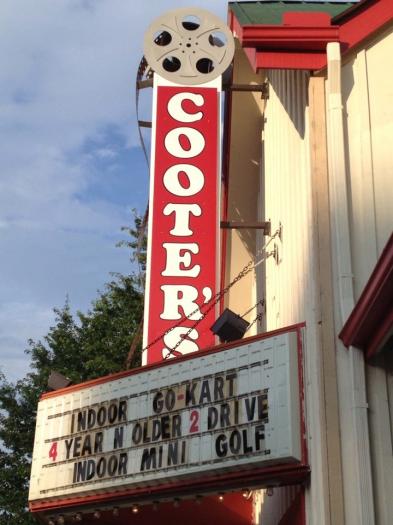 COOTER'S
INDOOR GO-KART
4 YEAR N OLDER 2 DRIVE
INDOOR MINI GOLF